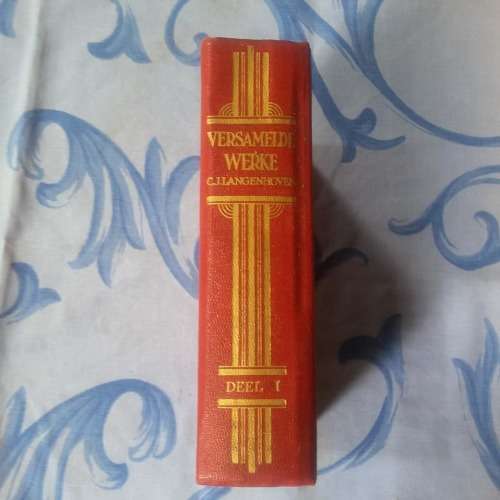 VERSAMELDE
WERKE
C.J. LANGENHOVEN
DEEL I